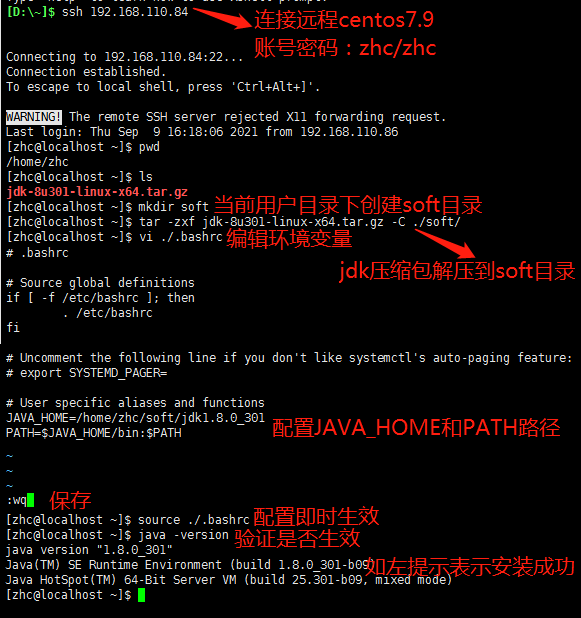 [D:\~]$ ssh 192.168.110.84
连接远程centos7.9
账号密码：zhc/zhc
Connecting to 192.168.110.84:22...
Connection established.
To escape to local shell, press 'Ctrl+Alt+]'.
WARNING! The remote SSH server rejected X11 forwarding request.
Last login: Thu Sep  9 16:18:06 2021 from 192.168.110.86
[zhc@localhost ~]$ pwd
/home/zhc
[zhc@localhost ~]$ ls
jdk-8u301-linux-x64.tar.gz
[zhc@localhost ~]$ mkdir soft 当前用户目录下创建soft目录
[zhc@localhost ~]$ tar -zxf jdk-8u301-linux-x64.tar.gz -C ./soft/
[zhc@localhost ~]$ vi ./.bashrc 编辑环境变量
# .bashrc
jdk压缩包解压到soft目录
# Source global definitions
if [ -f /etc/bashrc ]; then
        . /etc/bashrc
fi
# Uncomment the following line if you don't like systemctl's auto-paging feature:
# export SYSTEMD_PAGER=
# User specific aliases and functions
JAVA_HOME=/home/zhc/soft/jdk1.8.0_301
PATH=$JAVA_HOME/bin:$PATH
配置JAVA_HOME和PATH路径
~
~
~
:wq 保存
[zhc@localhost ~]$ source ./.bashrc 配置即时生效
[zhc@localhost ~]$ java -version 验证是否生效
java version "1.8.0_301"
Java(TM) SE Runtime Environment (build 1.8.0_301-b09) 如左提示表示安装成功
Java HotSpot(TM) 64-Bit Server VM (build 25.301-b09, mixed mode)
[zhc@localhost ~]$